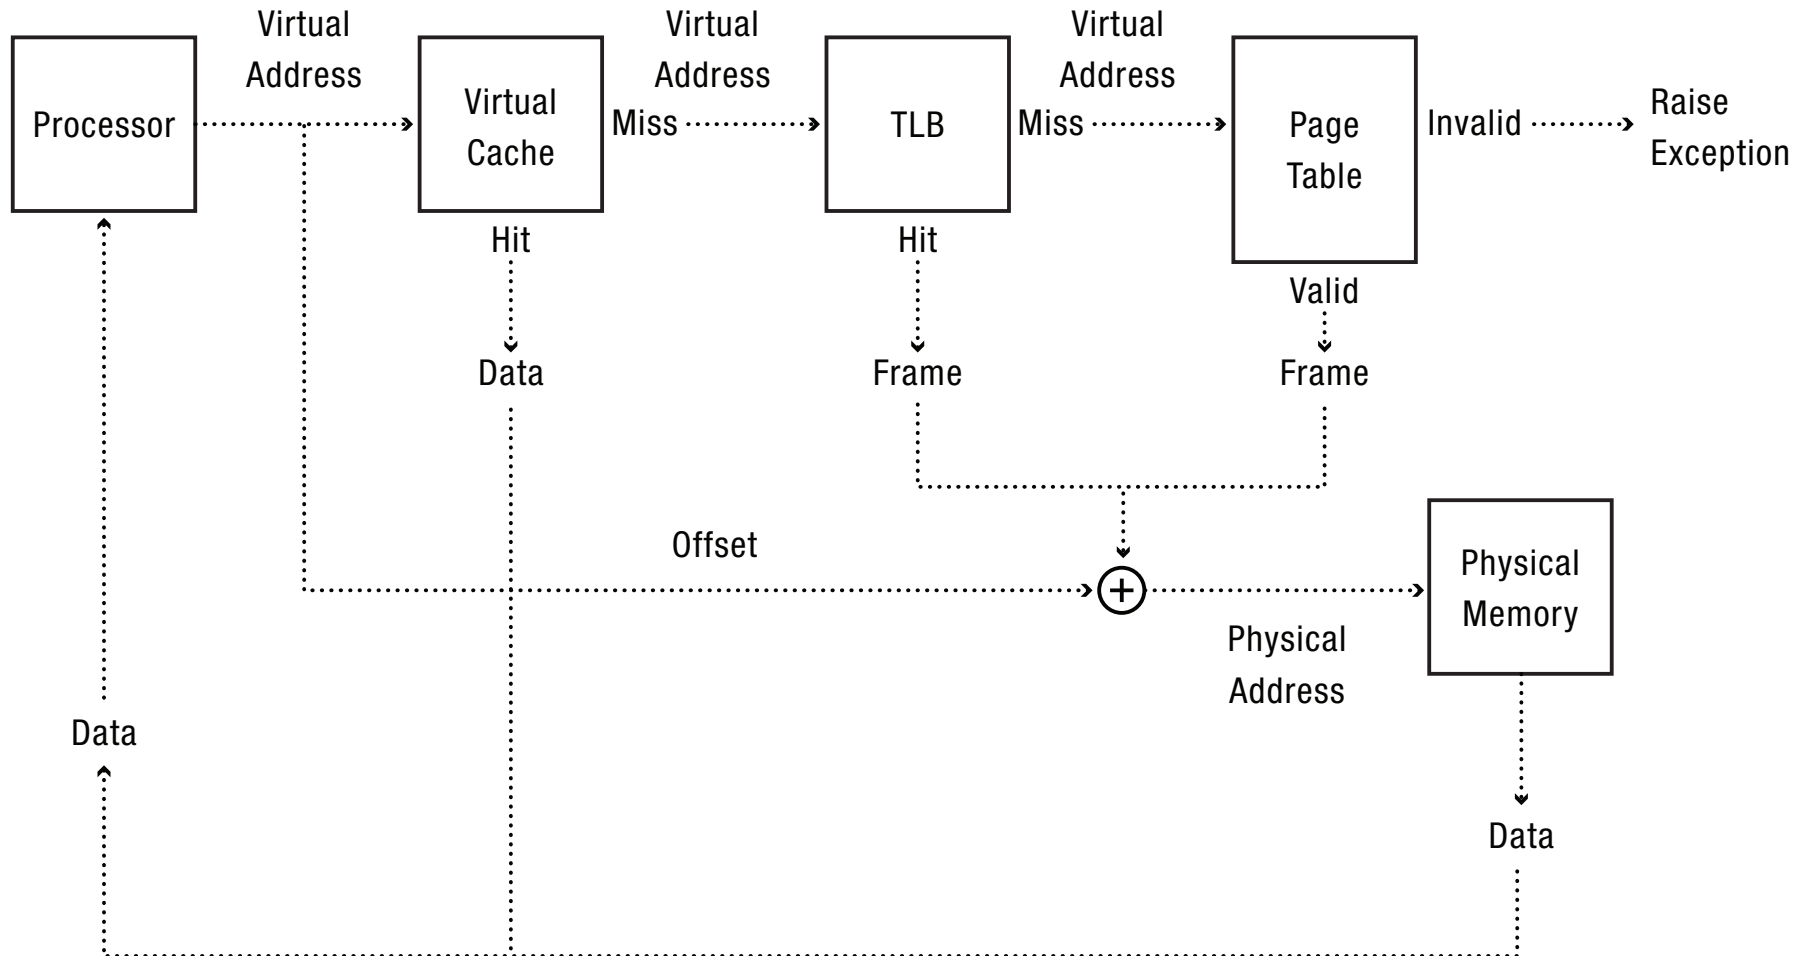 Virtual
Address
Virtual
Address
Virtual
Address
Processor
Virtual
Cache
Miss
TLB
Miss
Page
Table
Invalid
Raise
Exception
Hit
Hit
Valid
Data
Frame
Frame
Offset
+
Physical
Memory
Physical
Address
Data
Data